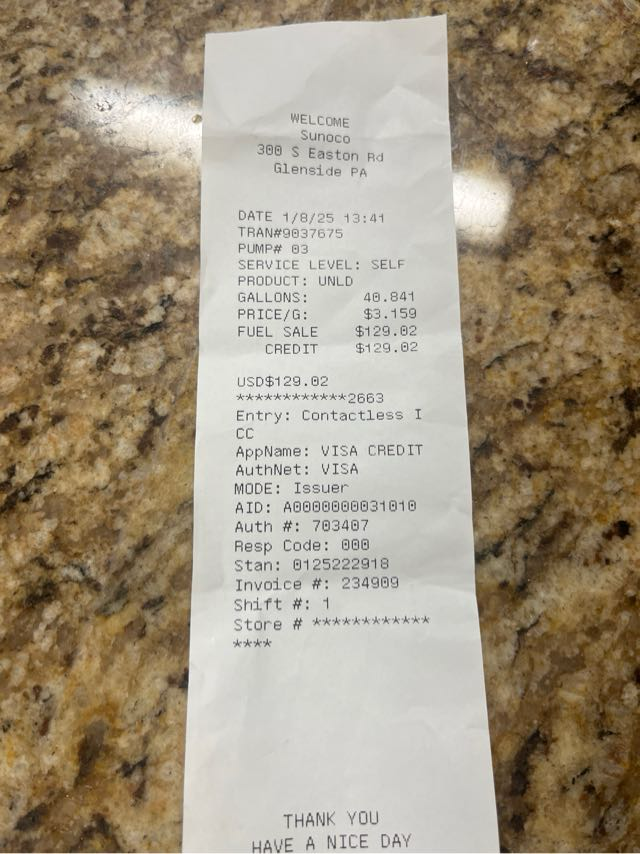 WELCOME
Sunoco
300 S Easton Rd
Glenside PA
DATE 1/8/25 13:41
TRAN#9037675
PUMP# 03
SERVICE LEVEL: SELF
PRODUCT: UNLD
GALLONS: 40.841
PRICE/G: $3.159
FUEL SALE $129.02
CREDIT $129.02
USD$129.02
************2663
Entry: Contactless I
CC
AppName: VISA CREDIT
AuthNet: VISA
MODE: Issuer
AID: A0000000031010
Auth #: 703407
Resp Code: 000
Stan: 0125222918
Invoice #: 234909
Shift #: 1
Store # ************
****
THANK YOU
HAVE A NICE DAY